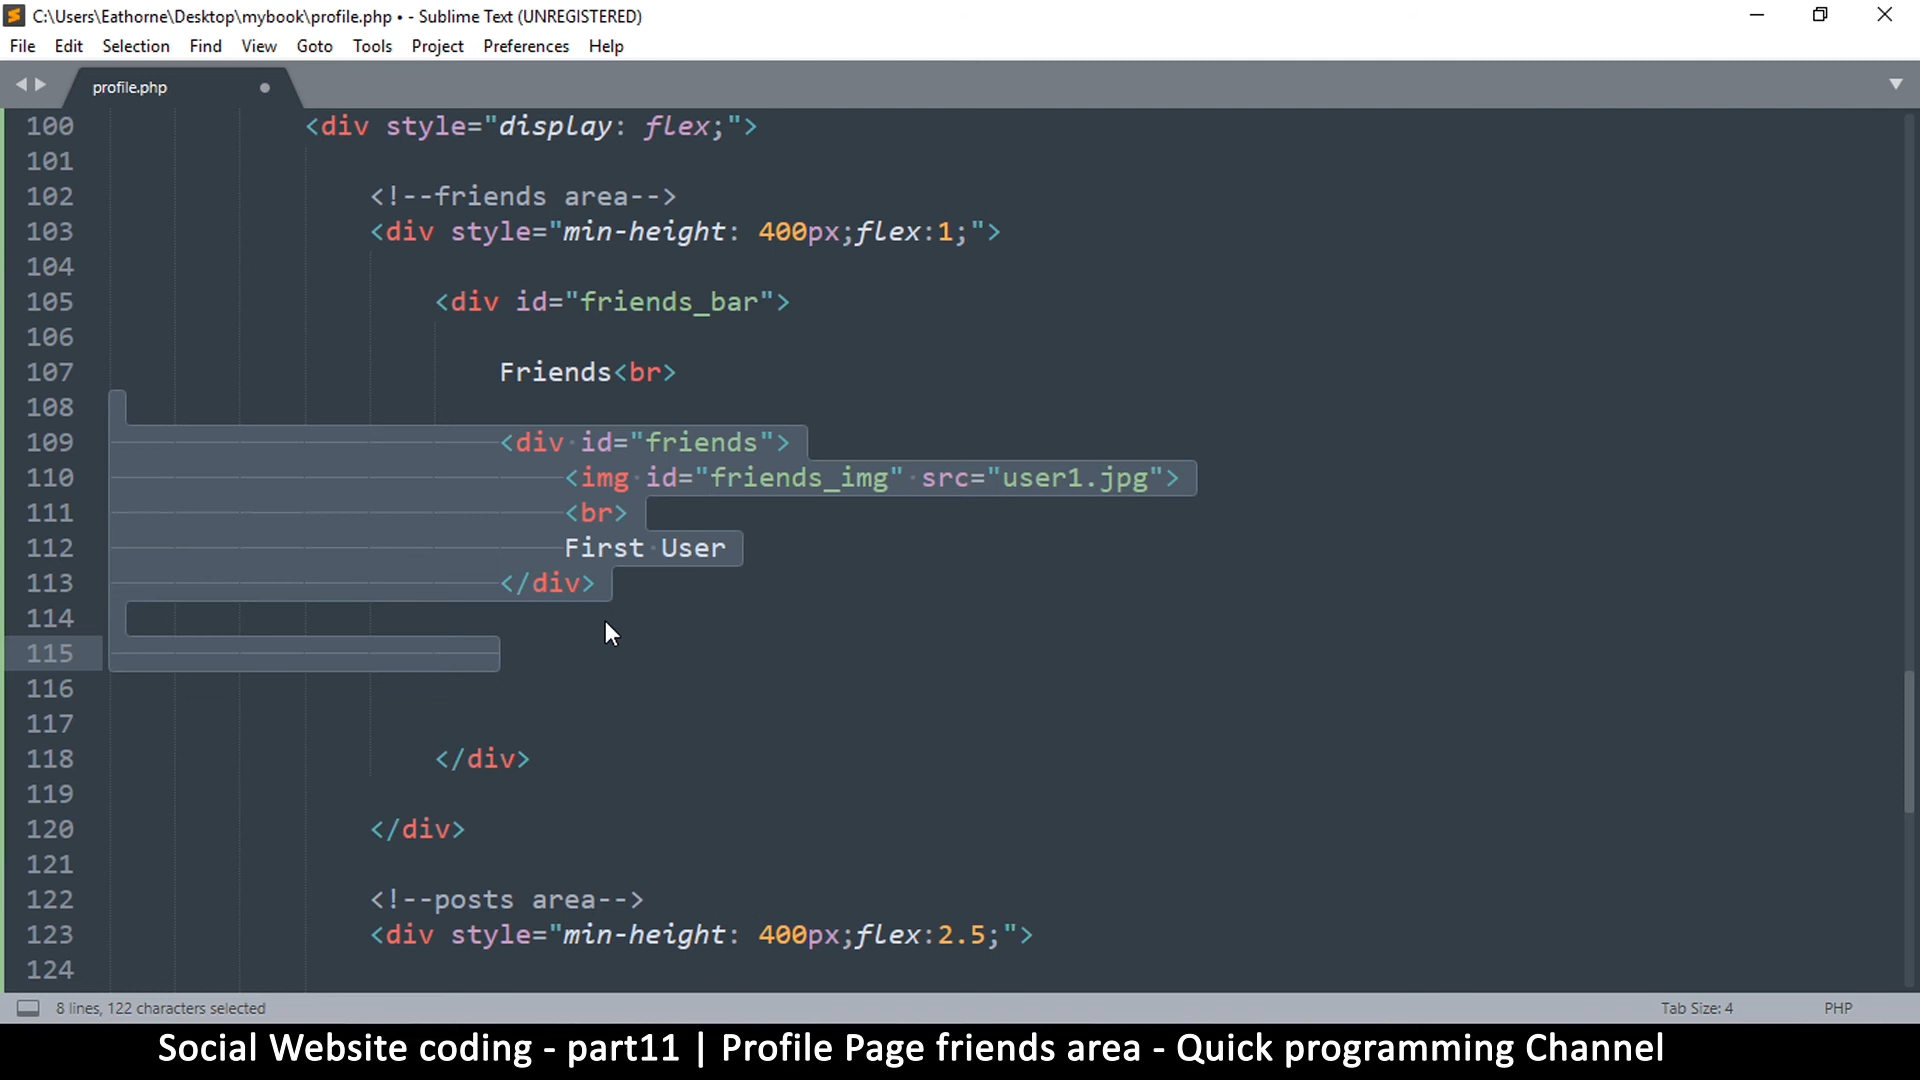 C:\Users\Eathorne\Desktop\mybook\profile.php • - Sublime Text (UNREGISTERED)
File Edit Selection Find View Goto Tools Project Preferences Help
profile.php
100 <div style="display: flex;">
101
102 <!--friends area-->
103 <div style="min-height: 400px;flex:1;">
104
105 <div id="friends_bar">
106
107 Friends<br>
108
109 <div id="friends">
110 <img id="friends_img" src="user1.jpg">
111 <br>
112 First User
113 </div>
114
115
116
117
118 </div>
119
120 </div>
121
122 <!--posts area-->
123 <div style="min-height: 400px;flex:2.5;">
124
8 lines, 122 characters selected Tab Size: 4 PHP
Social Website coding - part11 | Profile Page friends area - Quick programming Channel